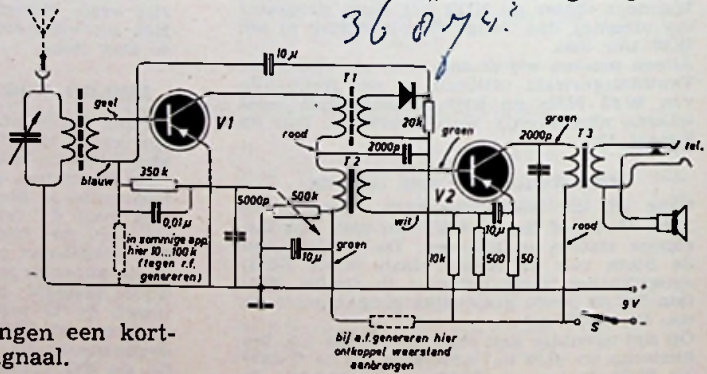 10µ
T1
geel
V1
20k
rood
groen
2000p
groen
2000p
T3
tel.
T2
blauw
350k
V2
5000p
500k
0,01µ
wit
10µ
in sommige app.
hier 10...100k
(tegen r.f.
genereren)
10µ
groen
10k
500
50
rood
+
9V
S
-
bij a.f. genereren hier
ontkoppel weerstand
aanbrengen
ngen een kort-
gnaal.